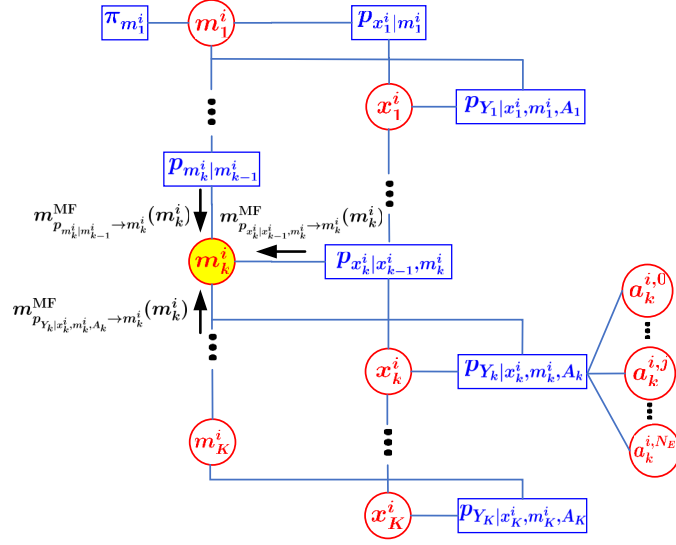 π_{m_1^i} m_1^i p_{x_1^i|m_1^i}
x_1^i p_{Y_1|x_1^i,m_1^i,A_1}
p_{m_k^i|m_{k-1}^i}
m^{MF}_{p_{m_k^i|m_{k-1}^i}→m_k^i}(m_k^i) m^{MF}_{p_{x_k^i|x_{k-1}^i,m_k^i}→m_k^i}(m_k^i)
m_k^i p_{x_k^i|x_{k-1}^i,m_k^i}
a_k^{i,0}
m^{MF}_{p_{Y_k|x_k^i,m_k^i,A_k}→m_k^i}(m_k^i)
x_k^i p_{Y_k|x_k^i,m_k^i,A_k} a_k^{i,j}
m_K^i a_k^{i,N_E}
x_K^i p_{Y_K|x_K^i,m_K^i,A_K}